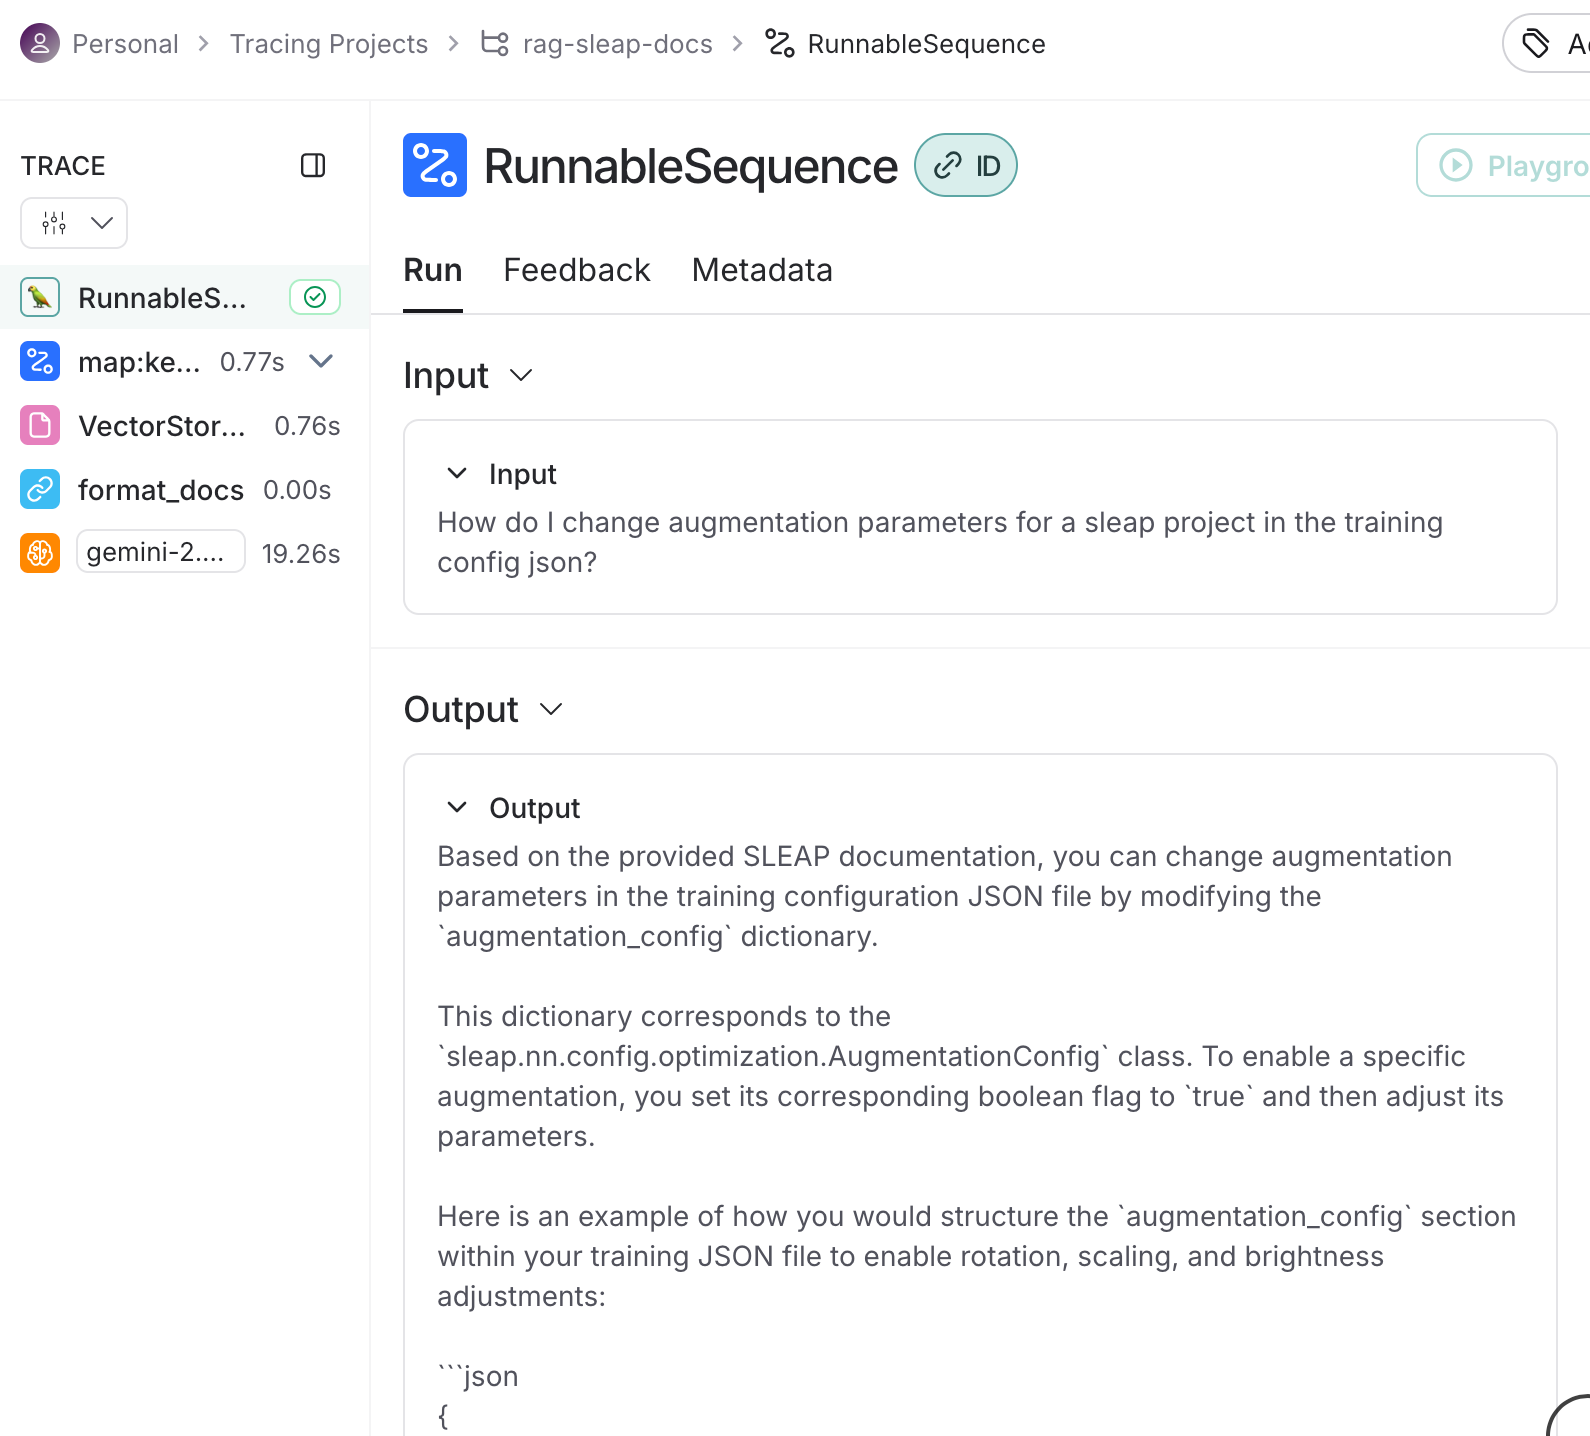 Personal > Tracing Projects > rag-sleap-docs > RunnableSequence
TRACE
RunnableS...
map:ke... 0.77s
VectorStor... 0.76s
format_docs 0.00s
gemini-2.... 19.26s
RunnableSequence ID
Playgro
Run Feedback Metadata
Input
Input
How do I change augmentation parameters for a sleap project in the training
config json?
Output
Output
Based on the provided SLEAP documentation, you can change augmentation
parameters in the training configuration JSON file by modifying the
`augmentation_config` dictionary.
This dictionary corresponds to the
`sleap.nn.config.optimization.AugmentationConfig` class. To enable a specific
augmentation, you set its corresponding boolean flag to `true` and then adjust its
parameters.
Here is an example of how you would structure the `augmentation_config` section
within your training JSON file to enable rotation, scaling, and brightness
adjustments:
```json
{